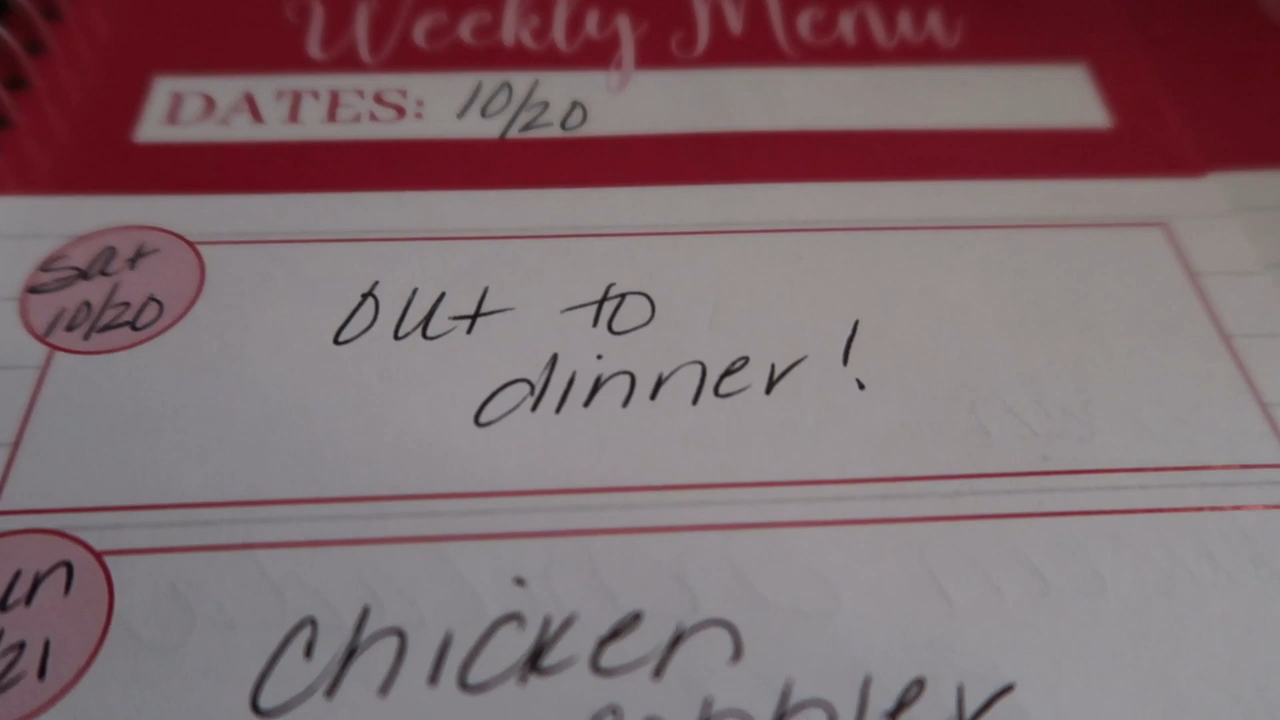 Weekly Menu
DATES: 10/20
Sat
10/20
out to
dinner!
chicken